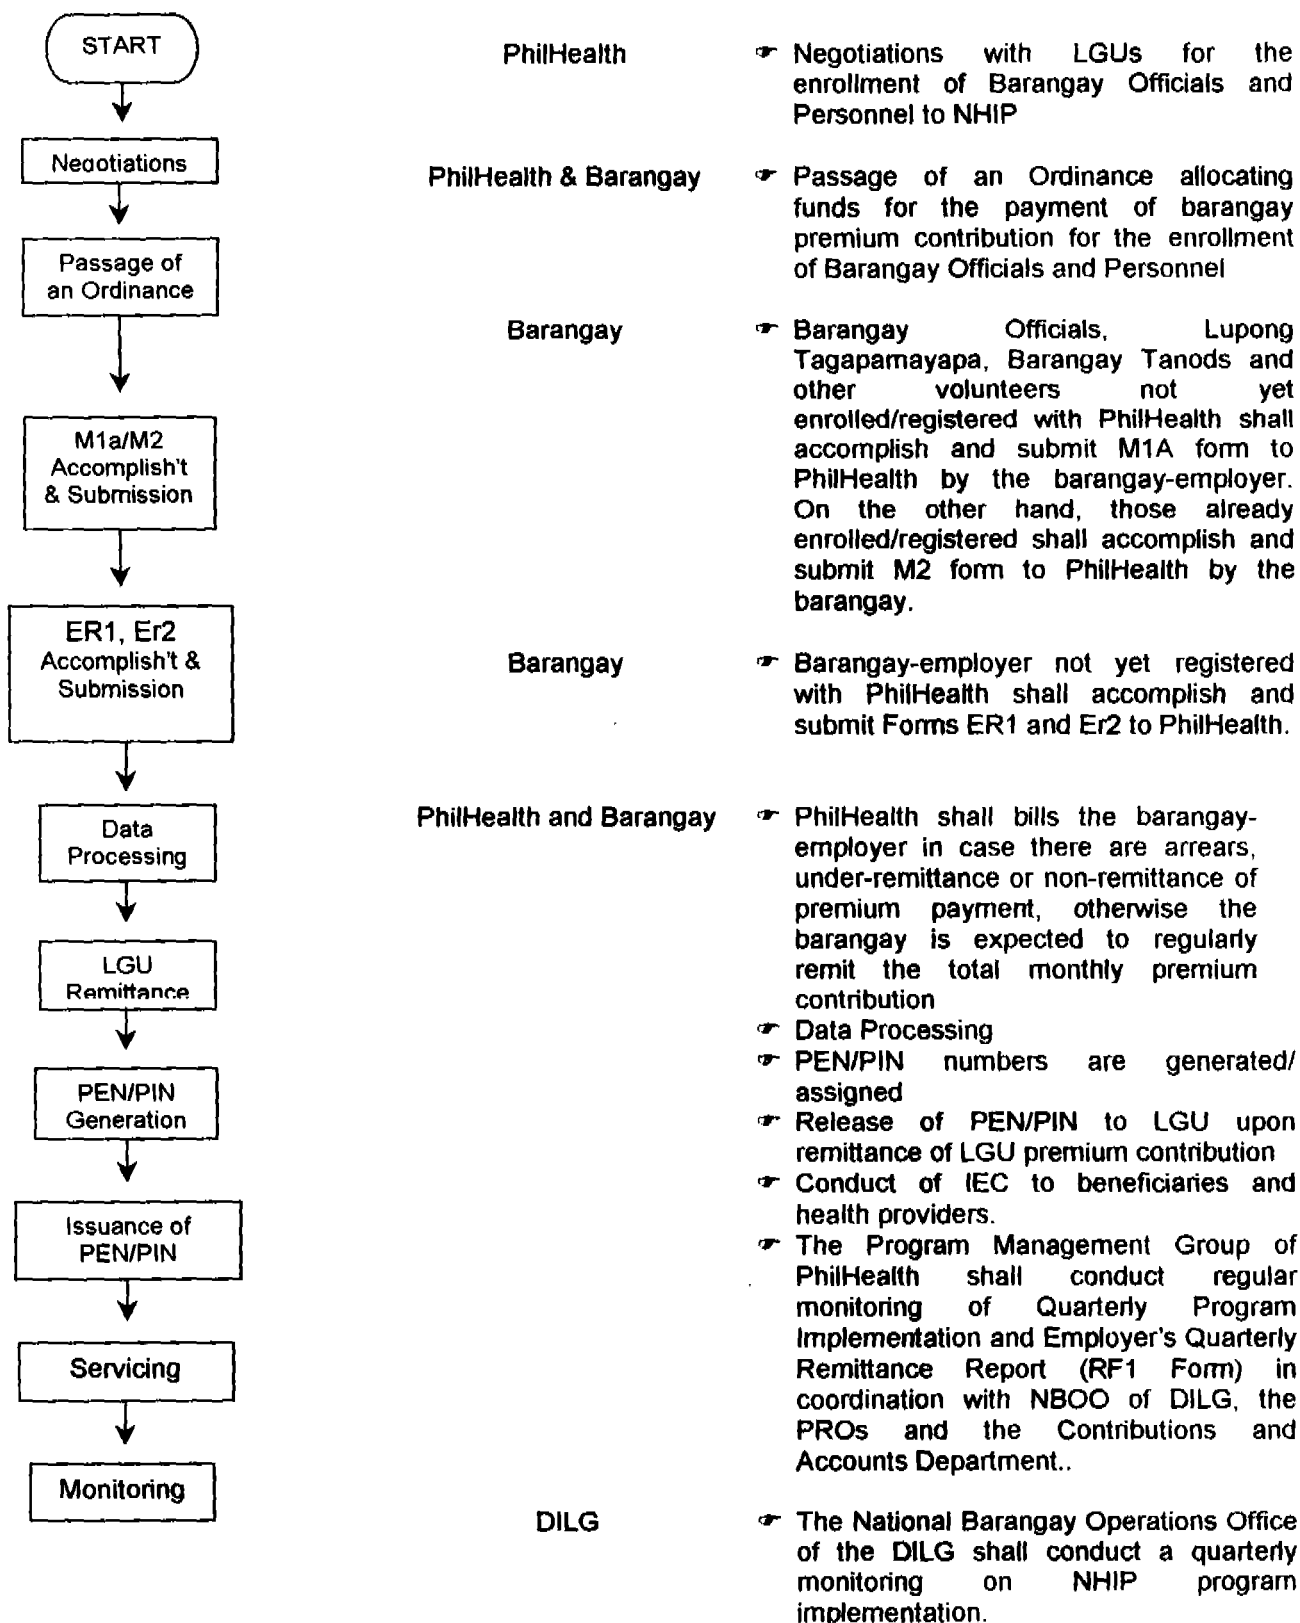 START
Negotiations
Passage of
an Ordinance
M1a/M2
Accomplish't
& Submission
ER1, Er2
Accomplish't &
Submission
Data
Processing
LGU
Remittance
PEN/PIN
Generation
Issuance of
PEN/PIN
Servicing
Monitoring
PhilHealth
☞ Negotiations with LGUs for the
enrollment of Barangay Officials and
Personnel to NHIP
PhilHealth & Barangay
☞ Passage of an Ordinance allocating
funds for the payment of barangay
premium contribution for the enrollment
of Barangay Officials and Personnel
Barangay
☞ Barangay Officials, Lupong
Tagapamayapa, Barangay Tanods and
other volunteers not yet
enrolled/registered with PhilHealth shall
accomplish and submit M1A form to
PhilHealth by the barangay-employer.
On the other hand, those already
enrolled/registered shall accomplish and
submit M2 form to PhilHealth by the
barangay.
Barangay
☞ Barangay-employer not yet registered
with PhilHealth shall accomplish and
submit Forms ER1 and Er2 to PhilHealth.
PhilHealth and Barangay
☞ PhilHealth shall bills the barangay-
employer in case there are arrears,
under-remittance or non-remittance of
premium payment, otherwise the
barangay is expected to regularly
remit the total monthly premium
contribution
☞ Data Processing
☞ PEN/PIN numbers are generated/
assigned
☞ Release of PEN/PIN to LGU upon
remittance of LGU premium contribution
☞ Conduct of IEC to beneficiaries and
health providers.
☞ The Program Management Group of
PhilHealth shall conduct regular
monitoring of Quarterly Program
Implementation and Employer's Quarterly
Remittance Report (RF1 Form) in
coordination with NBOO of DILG, the
PROs and the Contributions and
Accounts Department..
DILG
☞ The National Barangay Operations Office
of the DILG shall conduct a quarterly
monitoring on NHIP program
implementation.